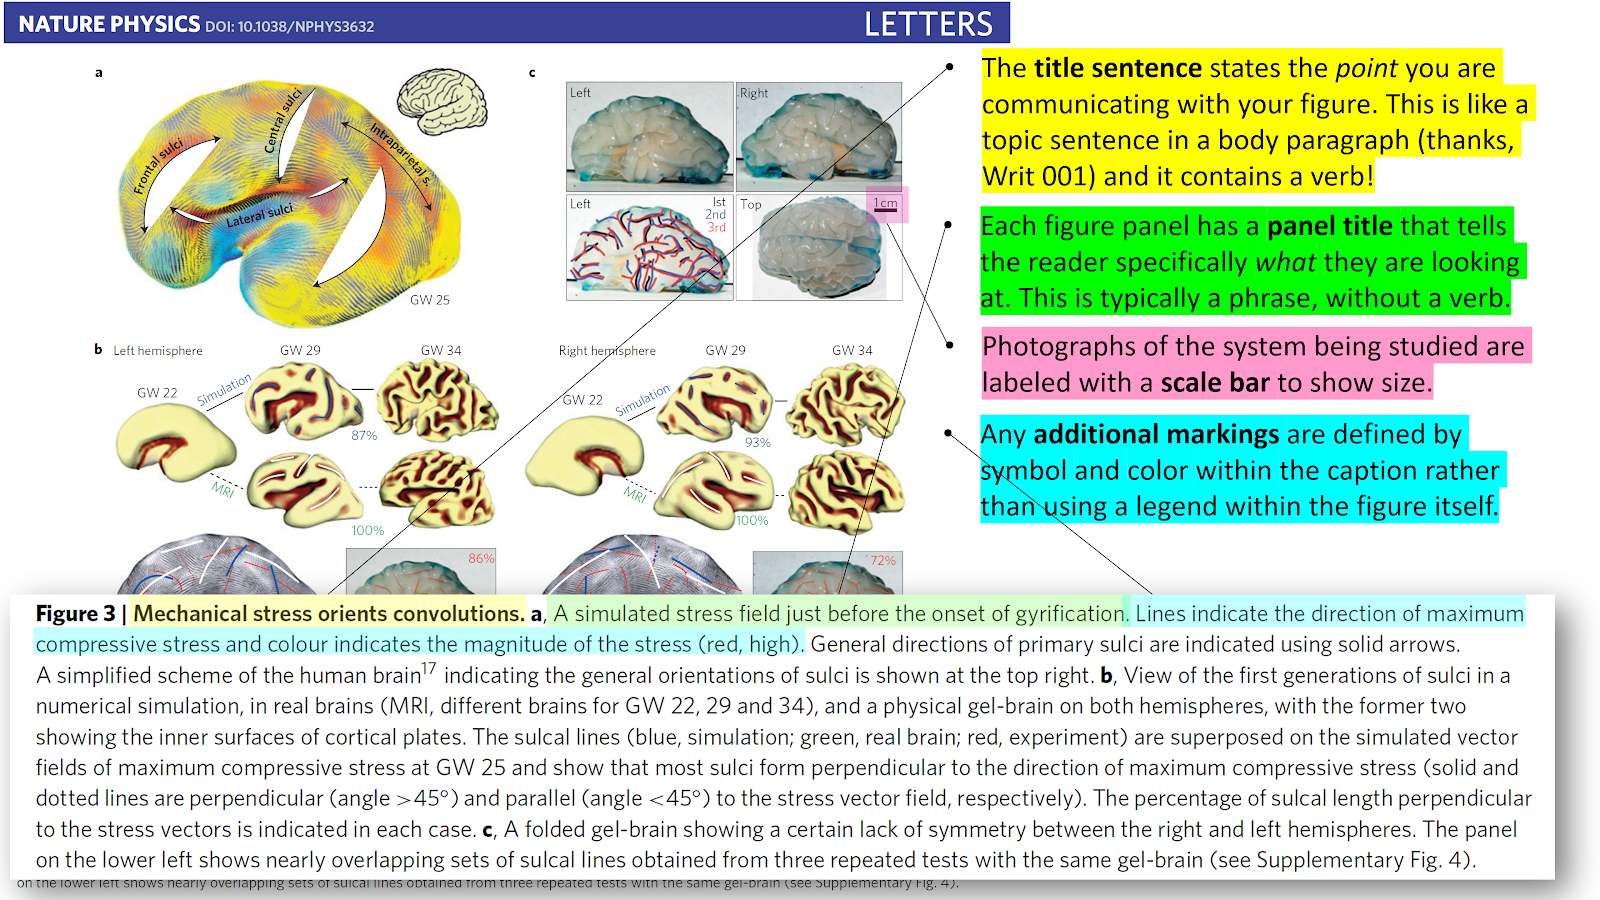 NATURE PHYSICS DOI: 10.1038/NPHYS3632
LETTERS
a
Frontal sulci
Central sulci
Intraparietal s.
Lateral sulci
GW 25
c
Left
Right
Left
1st
2nd
3rd
Top
1 cm
b
Left hemisphere
GW 29
GW 34
GW 22
Simulation
87%
MRI
100%
86%
Right hemisphere
GW 29
GW 34
GW 22
Simulation
93%
MRI
100%
72%
• The title sentence states the point you are
communicating with your figure. This is like a
topic sentence in a body paragraph (thanks,
Writ 001) and it contains a verb!
• Each figure panel has a panel title that tells
the reader specifically what they are looking
at. This is typically a phrase, without a verb.
• Photographs of the system being studied are
labeled with a scale bar to show size.
• Any additional markings are defined by
symbol and color within the caption rather
than using a legend within the figure itself.
Figure 3 | Mechanical stress orients convolutions. a, A simulated stress field just before the onset of gyrification. Lines indicate the direction of maximum
compressive stress and colour indicates the magnitude of the stress (red, high). General directions of primary sulci are indicated using solid arrows.
A simplified scheme of the human brain17 indicating the general orientations of sulci is shown at the top right. b, View of the first generations of sulci in a
numerical simulation, in real brains (MRI, different brains for GW 22, 29 and 34), and a physical gel-brain on both hemispheres, with the former two
showing the inner surfaces of cortical plates. The sulcal lines (blue, simulation; green, real brain; red, experiment) are superposed on the simulated vector
fields of maximum compressive stress at GW 25 and show that most sulci form perpendicular to the direction of maximum compressive stress (solid and
dotted lines are perpendicular (angle >45°) and parallel (angle <45°) to the stress vector field, respectively). The percentage of sulcal length perpendicular
to the stress vectors is indicated in each case. c, A folded gel-brain showing a certain lack of symmetry between the right and left hemispheres. The panel
on the lower left shows nearly overlapping sets of sulcal lines obtained from three repeated tests with the same gel-brain (see Supplementary Fig. 4).
on the lower left shows nearly overlapping sets of sulcal lines obtained from three repeated tests with the same gel-brain (see Supplementary Fig. 4).